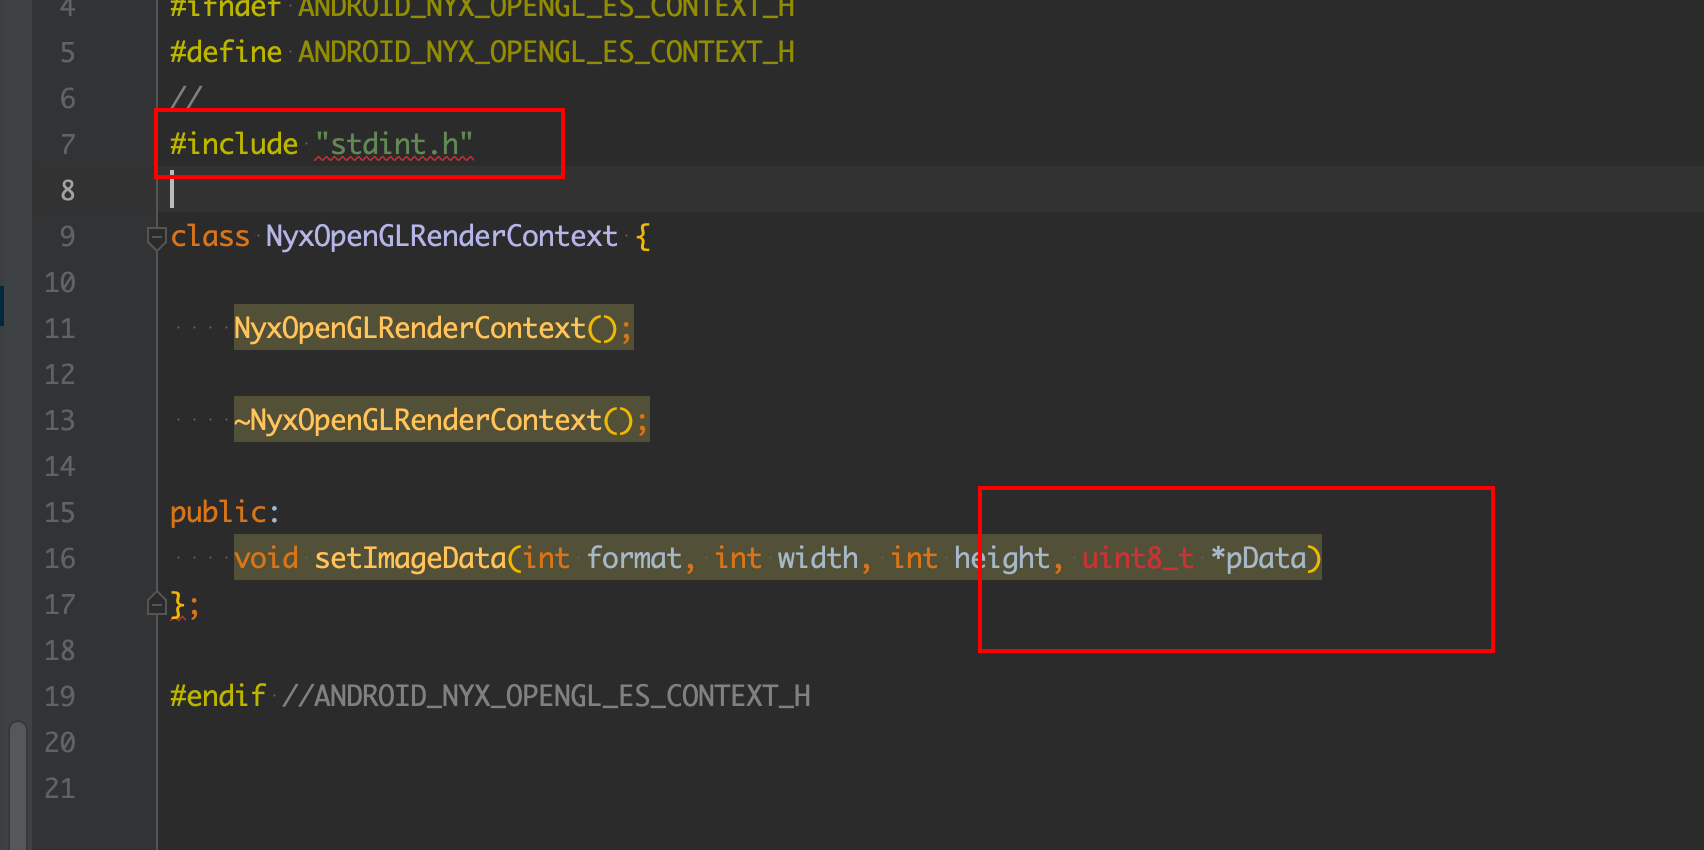 4 #ifndef ANDROID_NYX_OPENGL_ES_CONTEXT_H
5 #define ANDROID_NYX_OPENGL_ES_CONTEXT_H
6 //
7 #include "stdint.h"
8
9 class NyxOpenGLRenderContext {
10
11     NyxOpenGLRenderContext();
12
13     ~NyxOpenGLRenderContext();
14
15 public:
16     void setImageData(int format, int width, int height, uint8_t *pData)
17 };
18
19 #endif //ANDROID_NYX_OPENGL_ES_CONTEXT_H
20
21